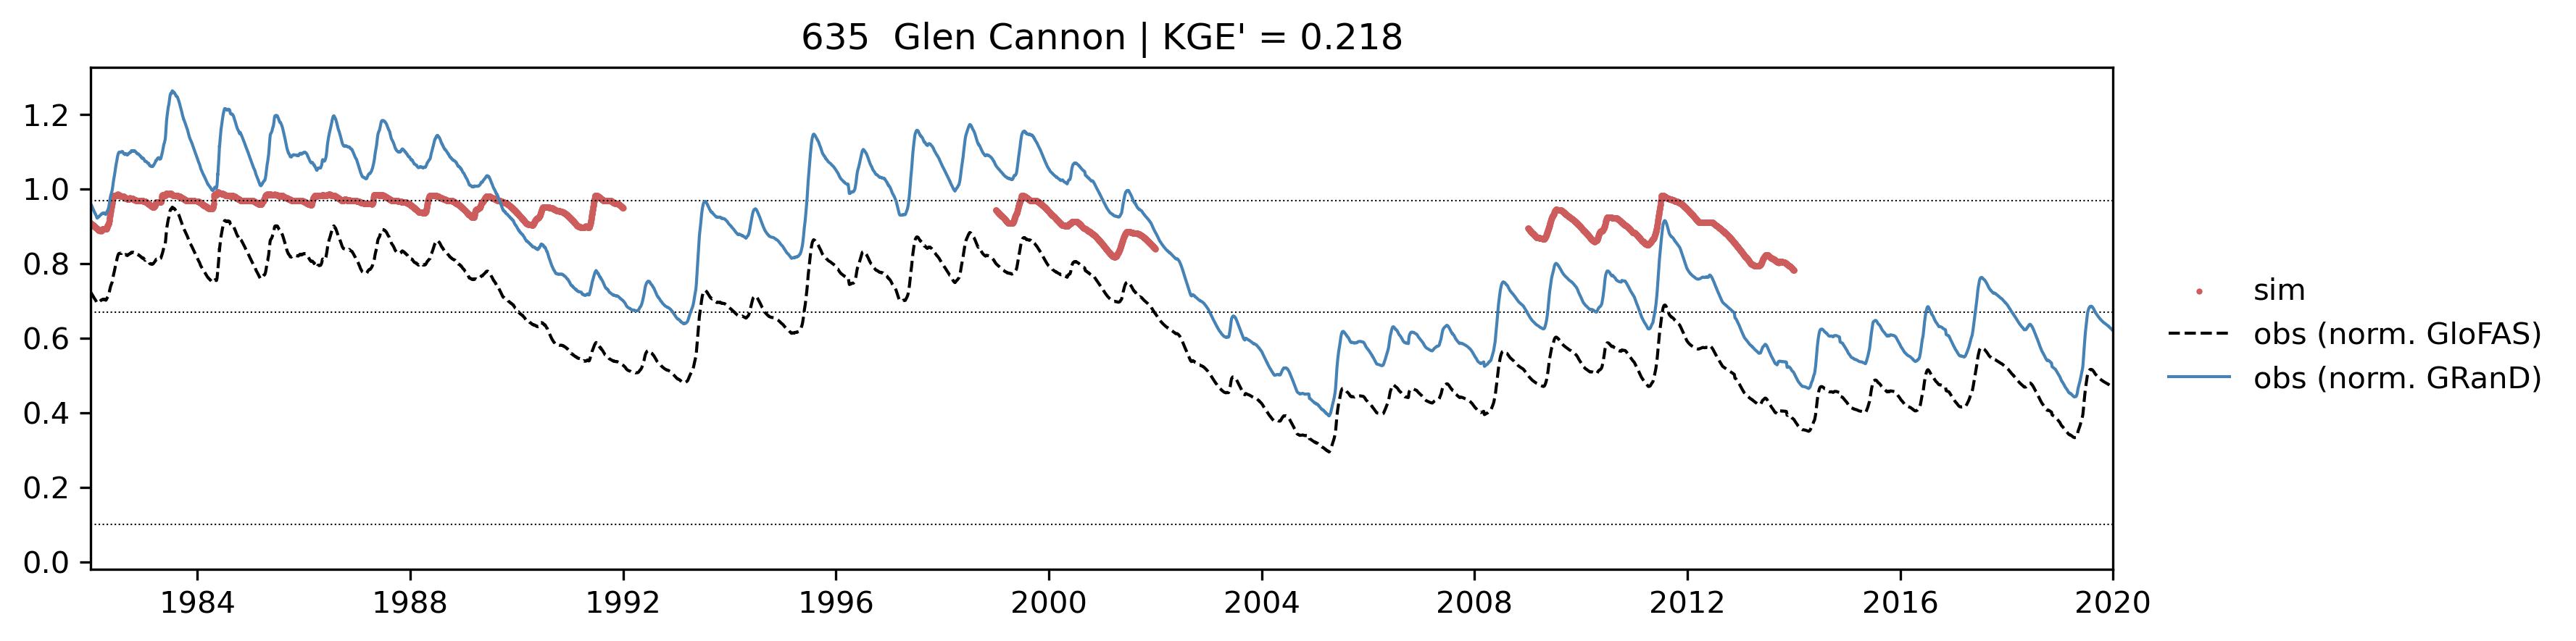 635 Glen Cannon | KGE' = 0.218
1.2
1.0
0.8
0.6
0.4
0.2
0.0
1984 1988 1992 1996 2000 2004 2008 2012 2016 2020
sim
obs (norm. GloFAS)
obs (norm. GRanD)